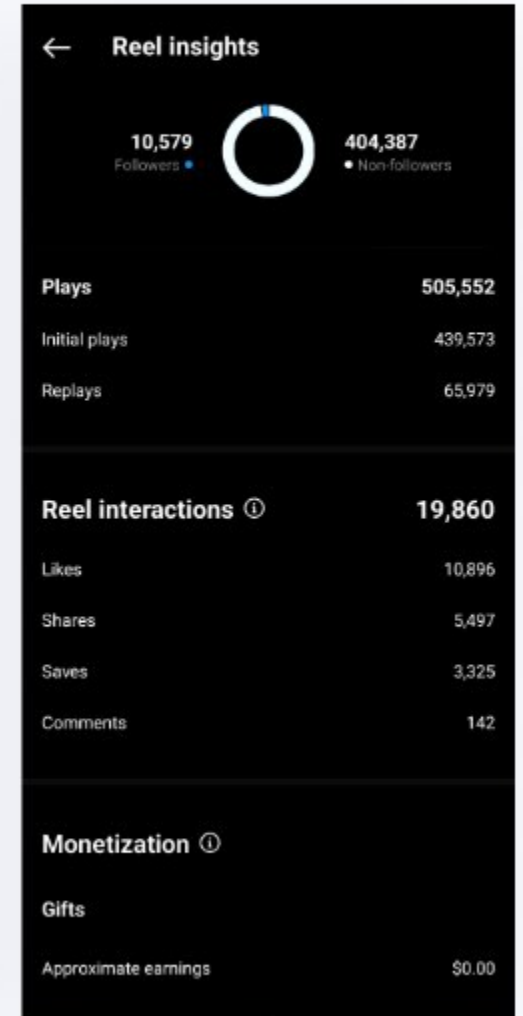 Reel insights
10,579 404,387
Followers Non-followers
Plays 505,552
Initial plays 439,573
Replays 65,979
Reel interactions 19,860
Likes 10,896
Shares 5,497
Saves 3,325
Comments 142
Monetization
Gifts
Approximate earnings $0.00